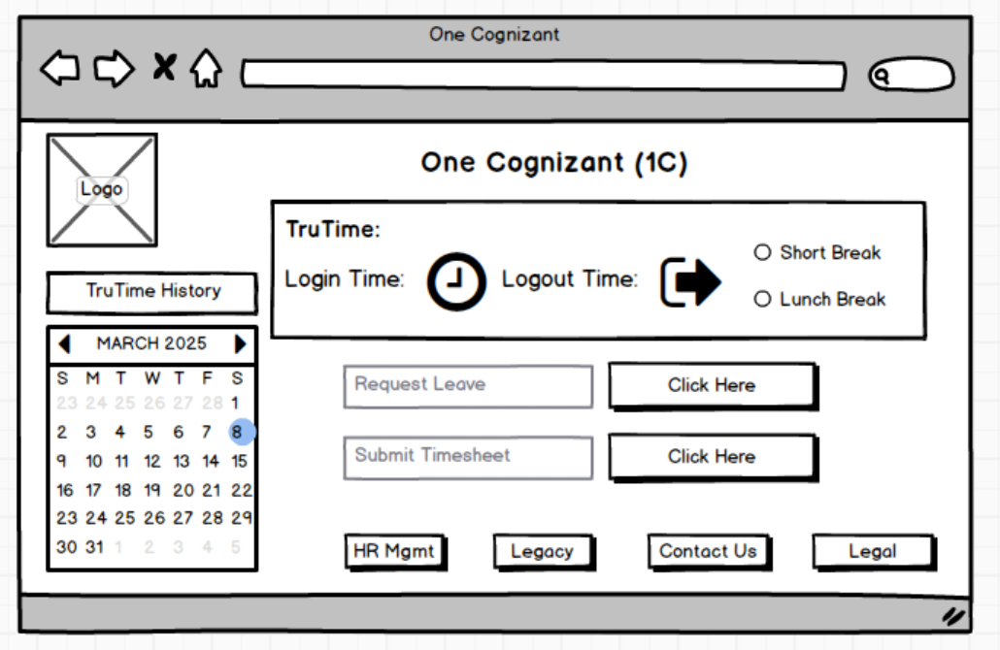 One Cognizant
Logo
One Cognizant (1C)
TruTime:
Login Time:
Logout Time:
Short Break
Lunch Break
TruTime History
MARCH 2025
S M T W T F S
23 24 25 26 27 28 1
2 3 4 5 6 7 8
9 10 11 12 13 14 15
16 17 18 19 20 21 22
23 24 25 26 27 28 29
30 31 1 2 3 4 5
Request Leave
Click Here
Submit Timesheet
Click Here
HR Mgmt
Legacy
Contact Us
Legal